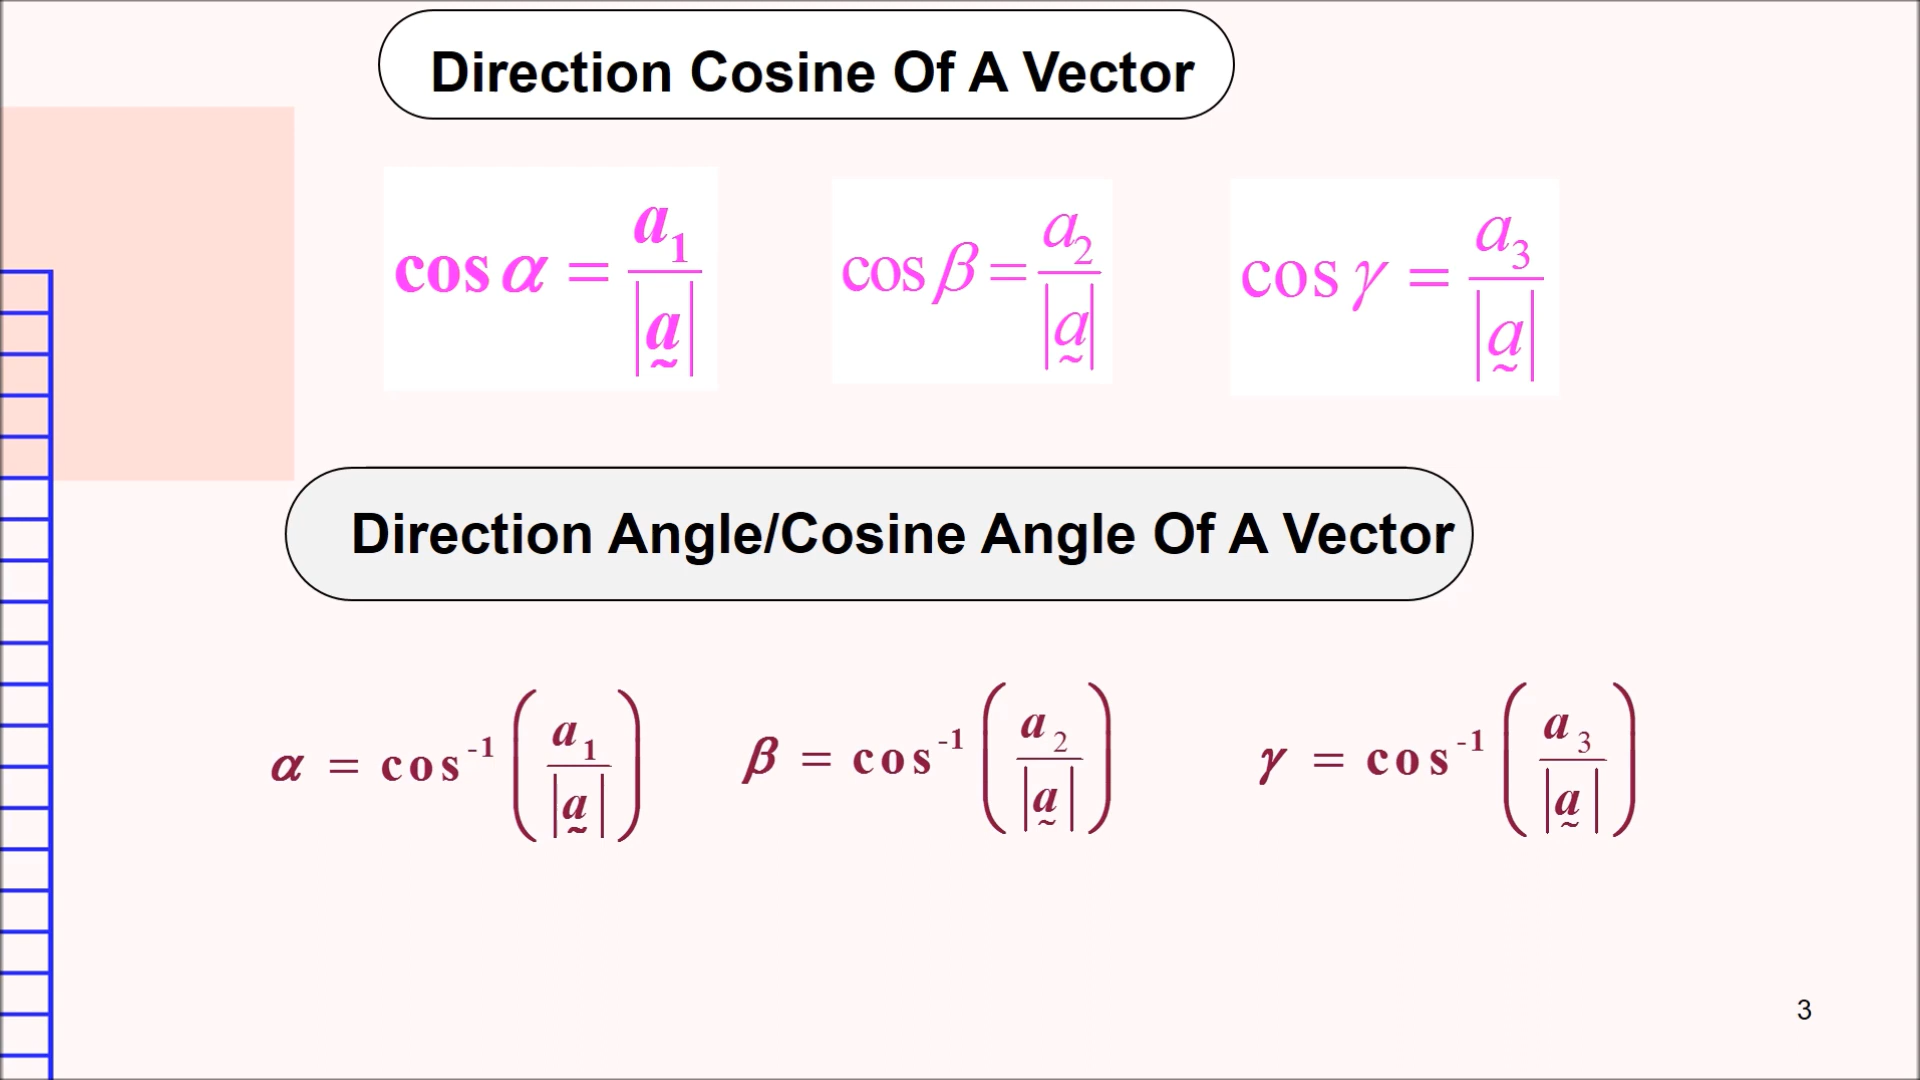 Direction Cosine Of A Vector
cos α = a₁/|a̰| cos β = a₂/|a̰| cos γ = a₃/|a̰|
Direction Angle/Cosine Angle Of A Vector
α = cos⁻¹(a₁/|a̰|) β = cos⁻¹(a₂/|a̰|) γ = cos⁻¹(a₃/|a̰|)
3